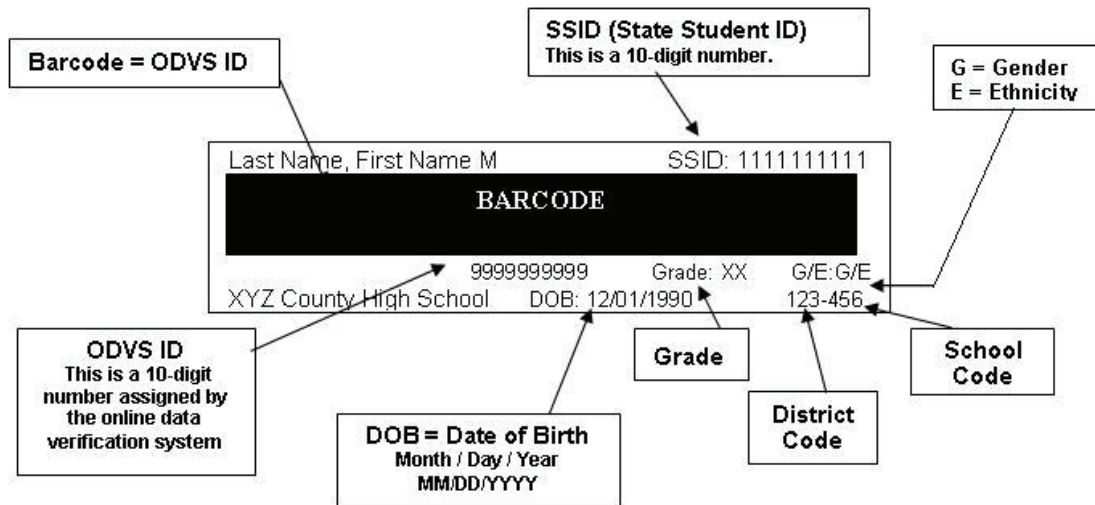 SSID (State Student ID)
This is a 10-digit number.
Barcode = ODVS ID
G = Gender
E = Ethnicity
Last Name, First Name M SSID: 1111111111
BARCODE
9999999999 Grade: XX G/E:G/E
XYZ County High School DOB: 12/01/1990 123-456
ODVS ID
This is a 10-digit
number assigned by
the online data
verification system
Grade
School
Code
DOB = Date of Birth
Month / Day / Year
MM/DD/YYYY
District
Code